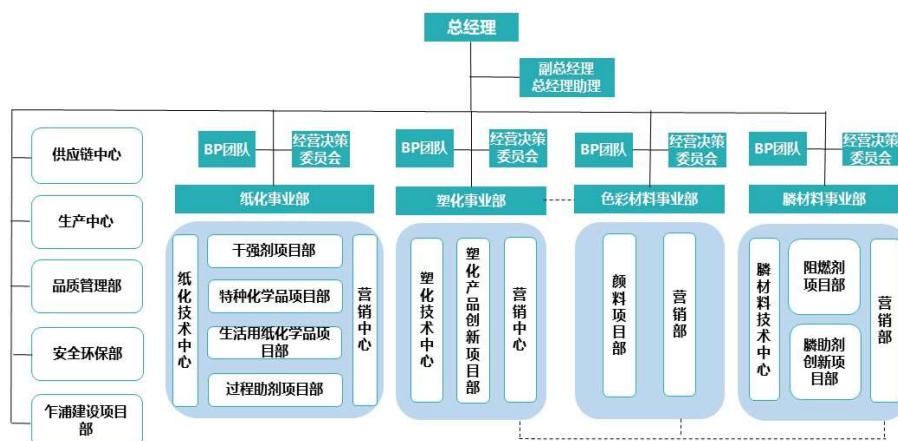 总经理
副总经理
总经理助理
供应链中心
生产中心
品质管理部
安全环保部
乍浦建设项目
部
BP团队
经营决策
委员会
纸化事业部
纸化技术中心
干强剂项目部
特种化学品项目部
生活用纸化学品项
目部
过程助剂项目部
营销中心
BP团队
经营决策
委员会
塑化事业部
塑化技术中心
塑化产品创新项目部
营销中心
BP团队
经营决策
委员会
色彩材料事业部
颜料项目部
营销部
BP团队
经营决策
委员会
膦材料事业部
膦材料技术中心
阻燃剂
项目部
膦助剂
创新项
目部
营销部